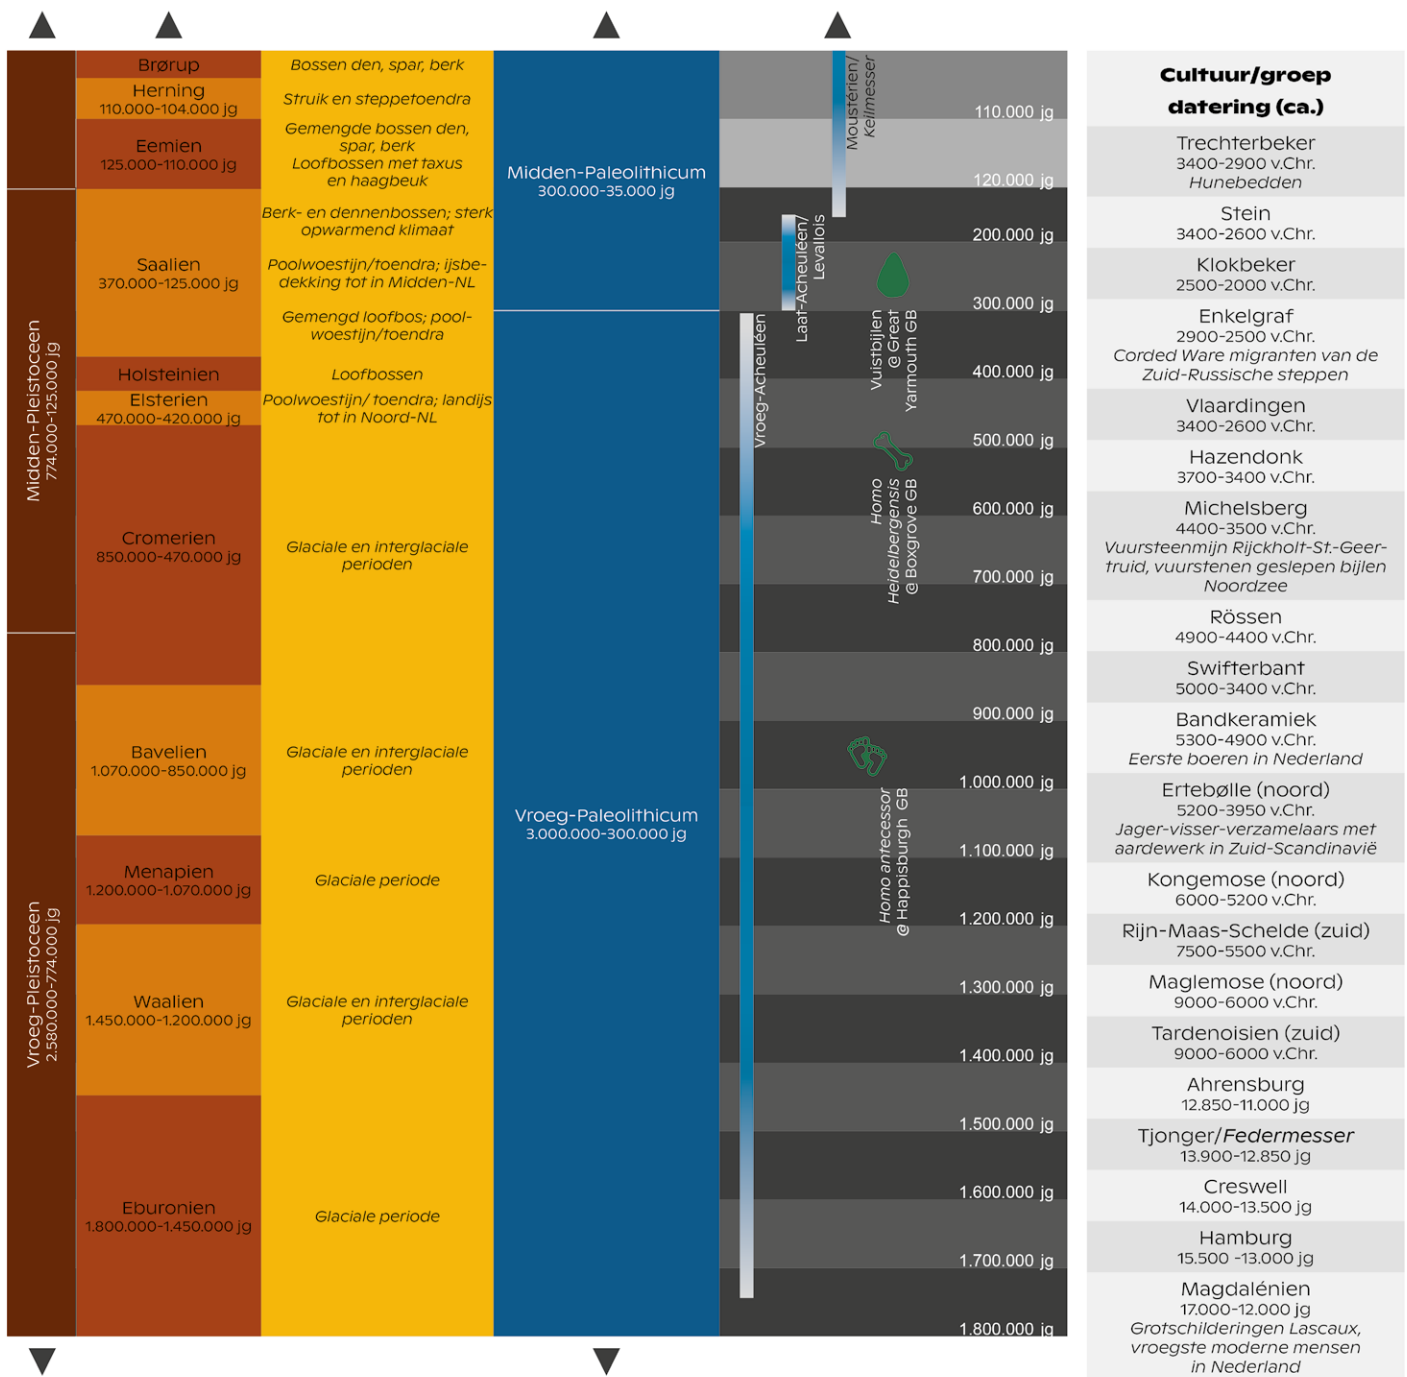 Midden-Pleistoceen
774.000-125.000 jg
Vroeg-Pleistoceen
2.580.000-774.000 jg
Brørup
Herning
110.000-104.000 jg
Eemien
125.000-110.000 jg
Saalien
370.000-125.000 jg
Holsteinien
Elsterien
470.000-420.000 jg
Cromerien
850.000-470.000 jg
Bavelien
1.070.000-850.000 jg
Menapien
1.200.000-1.070.000 jg
Waalien
1.450.000-1.200.000 jg
Eburonien
1.800.000-1.450.000 jg
Bossen den, spar, berk
Struik en steppetoendra
Gemengde bossen den,
spar, berk
Loofbossen met taxus
en haagbeuk
Berk- en dennenbossen; sterk
opwarmend klimaat
Poolwoestijn/toendra; ijsbe-
dekking tot in Midden-NL
Gemengd loofbos; pool-
woestijn/toendra
Loofbossen
Poolwoestijn/ toendra; landijs
tot in Noord-NL
Glaciale en interglaciale
perioden
Glaciale en interglaciale
perioden
Glaciale periode
Glaciale en interglaciale
perioden
Glaciale periode
Midden-Paleolithicum
300.000-35.000 jg
Vroeg-Paleolithicum
3.000.000-300.000 jg
Vroeg-Acheuléen
Laat-Acheuléen/
Levallois
Moustérien/
Keilmesser
Vuistbijlen
@ Great
Yarmouth GB
Homo
Heidelbergensis
@ Boxgrove GB
Homo antecessor
@ Happisburgh GB
110.000 jg
120.000 jg
200.000 jg
300.000 jg
400.000 jg
500.000 jg
600.000 jg
700.000 jg
800.000 jg
900.000 jg
1.000.000 jg
1.100.000 jg
1.200.000 jg
1.300.000 jg
1.400.000 jg
1.500.000 jg
1.600.000 jg
1.700.000 jg
1.800.000 jg
Cultuur/groep
datering (ca.)
Trechterbeker
3400-2900 v.Chr.
Hunebedden
Stein
3400-2600 v.Chr.
Klokbeker
2500-2000 v.Chr.
Enkelgraf
2900-2500 v.Chr.
Corded Ware migranten van de
Zuid-Russische steppen
Vlaardingen
3400-2600 v.Chr.
Hazendonk
3700-3400 v.Chr.
Michelsberg
4400-3500 v.Chr.
Vuursteenmijn Rijckholt-St.-Geer-
truid, vuurstenen geslepen bijlen
Noordzee
Rössen
4900-4400 v.Chr.
Swifterbant
5000-3400 v.Chr.
Bandkeramiek
5300-4900 v.Chr.
Eerste boeren in Nederland
Ertebølle (noord)
5200-3950 v.Chr.
Jager-visser-verzamelaars met
aardewerk in Zuid-Scandinavië
Kongemose (noord)
6000-5200 v.Chr.
Rijn-Maas-Schelde (zuid)
7500-5500 v.Chr.
Maglemose (noord)
9000-6000 v.Chr.
Tardenoisien (zuid)
9000-6000 v.Chr.
Ahrensburg
12.850-11.000 jg
Tjonger/Federmesser
13.900-12.850 jg
Creswell
14.000-13.500 jg
Hamburg
15.500 -13.000 jg
Magdalénien
17.000-12.000 jg
Grotschilderingen Lascaux,
vroegste moderne mensen
in Nederland